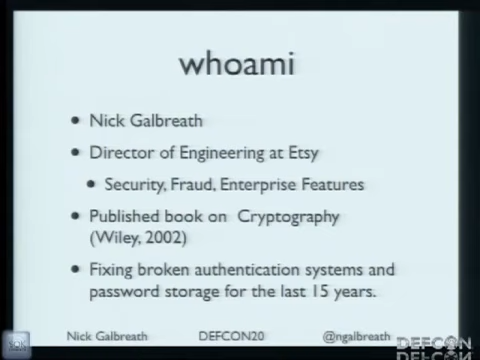 whoami
• Nick Galbreath
• Director of Engineering at Etsy
• Security, Fraud, Enterprise Features
• Published book on Cryptography
(Wiley, 2002)
• Fixing broken authentication systems and
password storage for the last 15 years.
Nick Galbreath DEFCON20 @ngalbreath
DEFCON
DEFCON